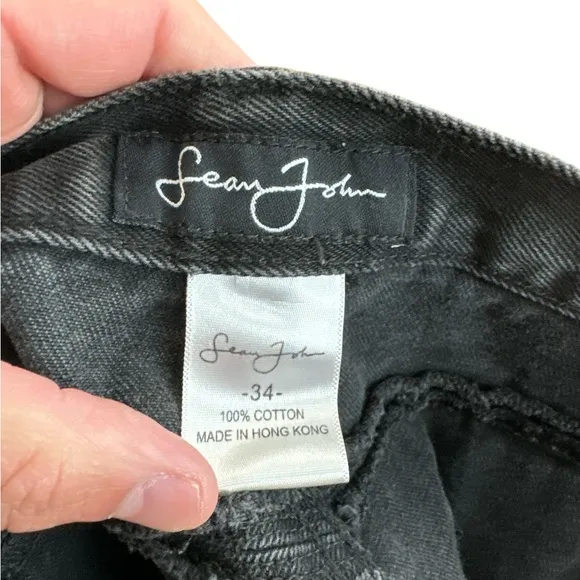 Sean John
Sean John
-34-
100% COTTON
MADE IN HONG KONG